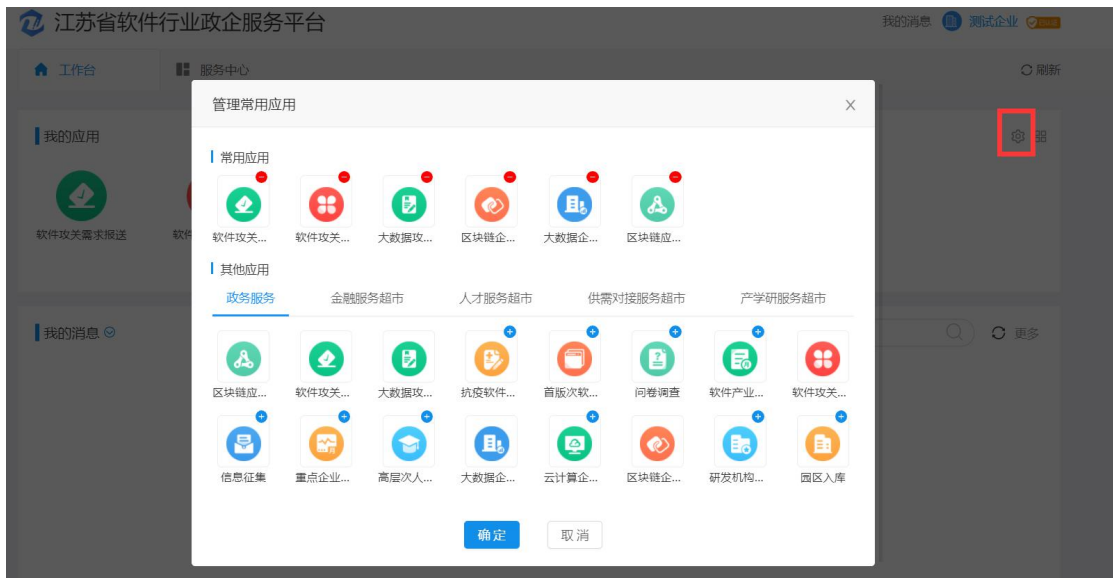 江苏省软件行业政企服务平台
我的消息 测试企业
工作台 服务中心 刷新
管理常用应用
我的应用
常用应用
软件攻关需求报送 软件
软件攻关... 软件攻关... 大数据攻... 区块链企... 大数据企... 区块链应...
其他应用
政务服务 金融服务超市 人才服务超市 供需对接服务超市 产学研服务超市
我的消息 更多
区块链应... 软件攻关... 大数据攻... 抗疫软件... 首版次软... 问卷调查 软件产业... 软件攻关...
信息征集 重点企业... 高层次人... 大数据企... 云计算企... 区块链企... 研发机构... 园区入库
确定 取消